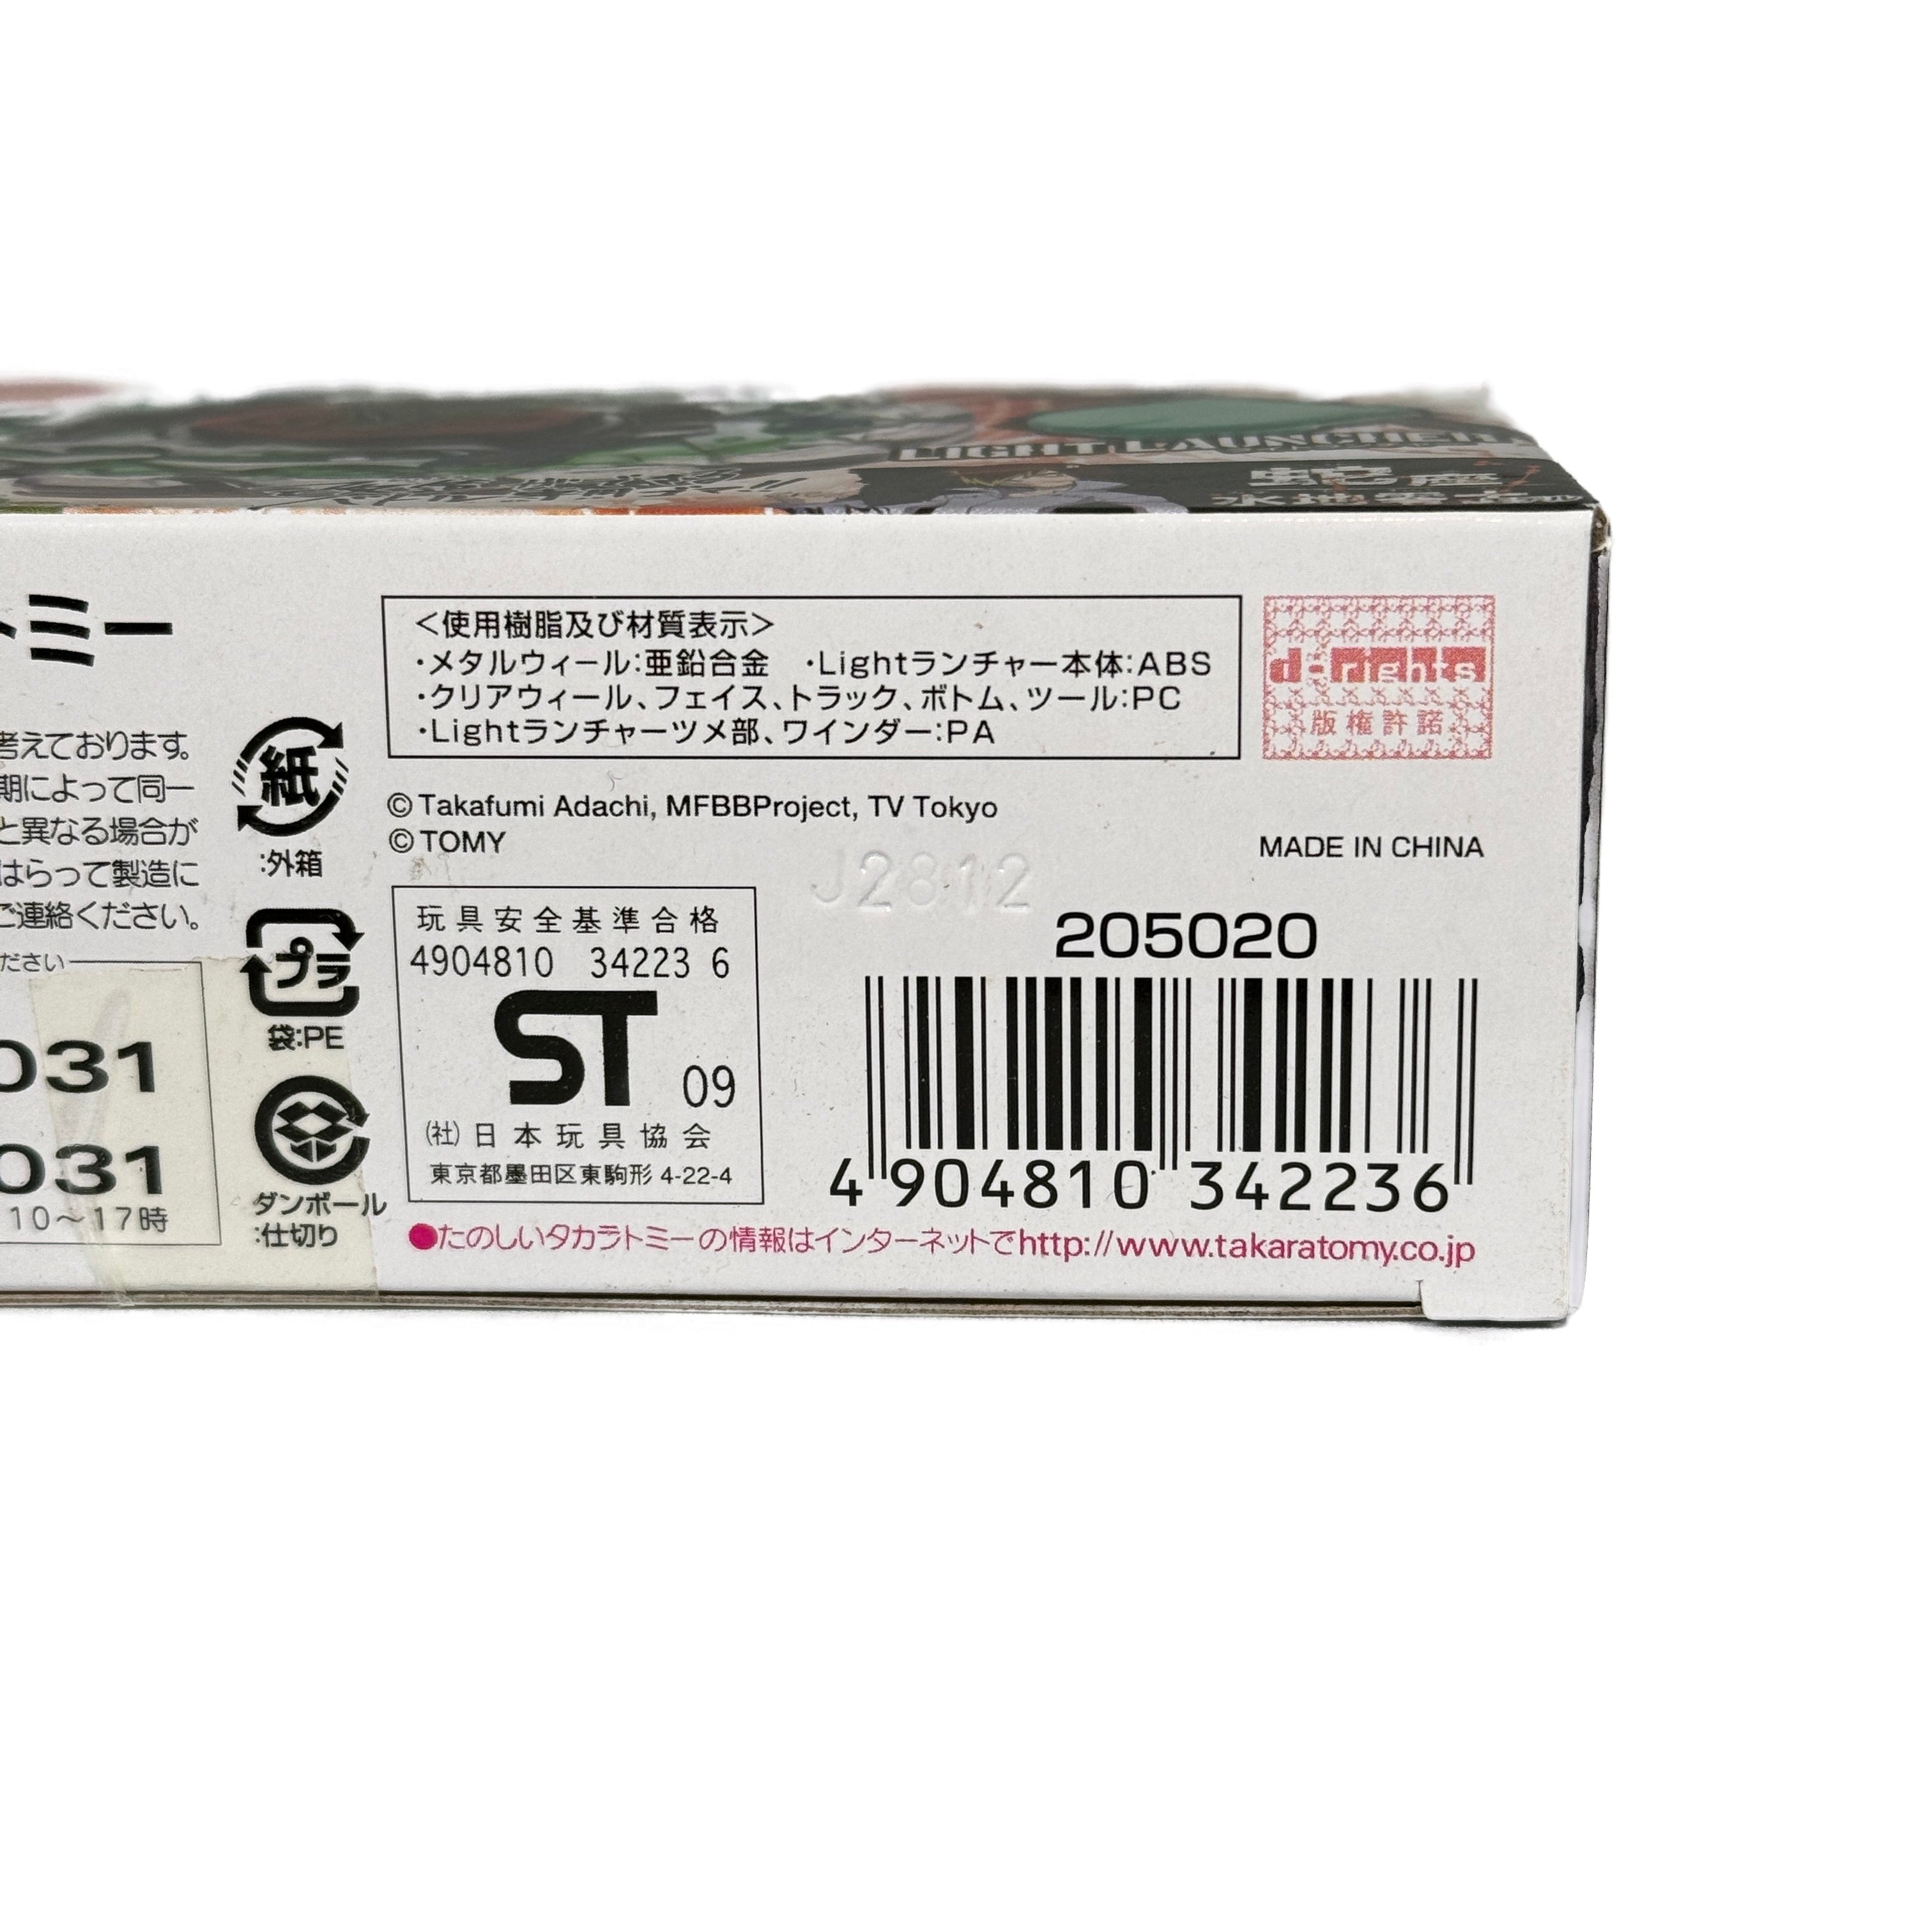 LIGHT LAUNCHER
蛇座
トミー
考えております。
期によって同一
と異なる場合が
はらって製造に
ご連絡ください。
ださい
031
031
10～17時
紙
:外箱
プラ
袋:PE
ダンボール
:仕切り
<使用樹脂及び材質表示>
・メタルウィール:亜鉛合金 ・Lightランチャー本体:ABS
・クリアウィール、フェイス、トラック、ボトム、ツール:PC
・Lightランチャーツメ部、ワインダー:PA
d-rights
版権許諾
©Takafumi Adachi, MFBBProject, TV Tokyo
©TOMY
MADE IN CHINA
J2812
玩具安全基準合格
4904810 34223 6
ST 09
(社)日本玩具協会
東京都墨田区東駒形 4-22-4
205020
4 904810 342236
●たのしいタカラトミーの情報はインターネットでhttp://www.takaratomy.co.jp